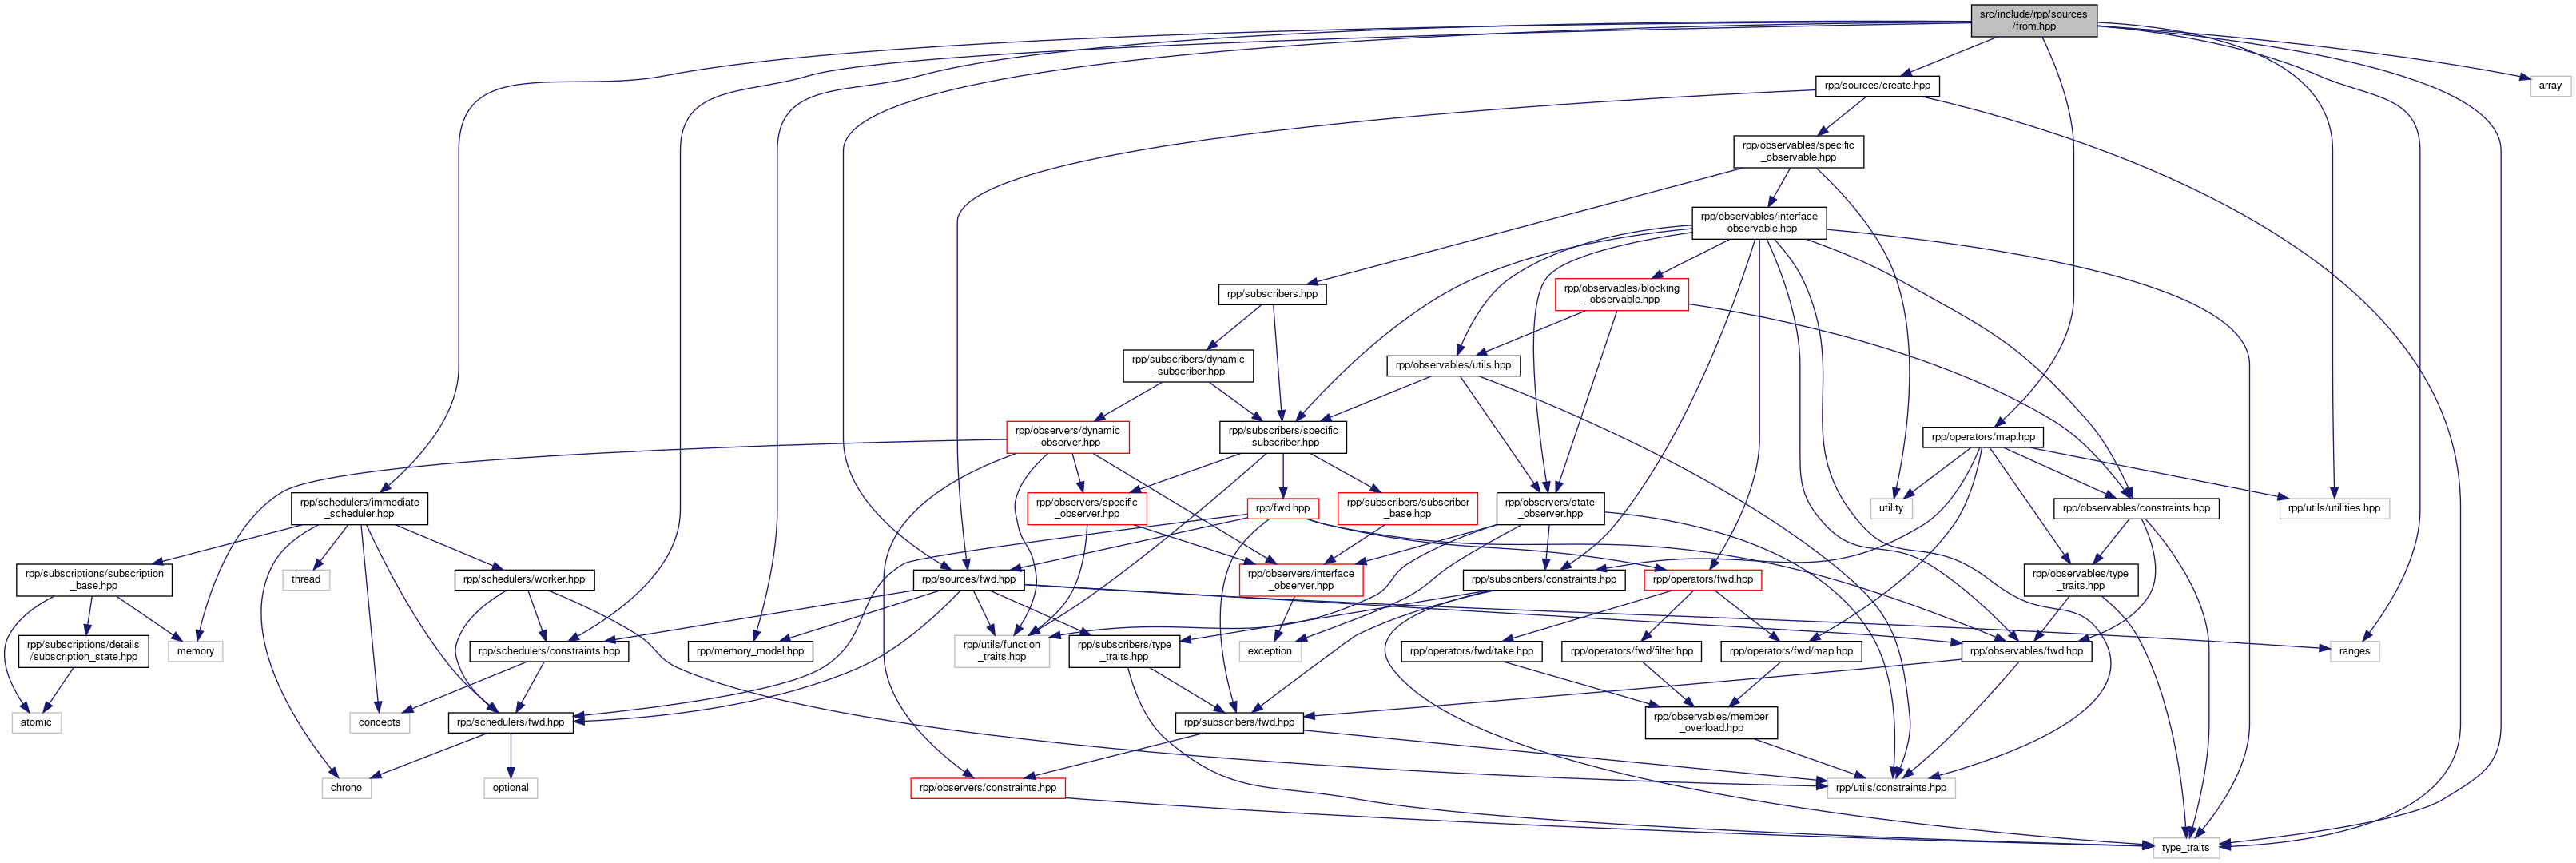 src/include/rpp/sources
/from.hpp
rpp/sources/create.hpp
array
rpp/observables/specific
_observable.hpp
rpp/observables/interface
_observable.hpp
rpp/subscribers.hpp
rpp/observables/blocking
_observable.hpp
rpp/subscribers/dynamic
_subscriber.hpp
rpp/observables/utils.hpp
rpp/observers/dynamic
_observer.hpp
rpp/subscribers/specific
_subscriber.hpp
rpp/operators/map.hpp
rpp/schedulers/immediate
_scheduler.hpp
rpp/observers/specific
_observer.hpp
rpp/fwd.hpp
rpp/subscribers/subscriber
_base.hpp
rpp/observers/state
_observer.hpp
utility
rpp/observables/constraints.hpp
rpp/utils/utilities.hpp
rpp/subscriptions/subscription
_base.hpp
thread
rpp/schedulers/worker.hpp
rpp/sources/fwd.hpp
rpp/observers/interface
_observer.hpp
rpp/subscribers/constraints.hpp
rpp/operators/fwd.hpp
rpp/observables/type
_traits.hpp
rpp/subscriptions/details
/subscription_state.hpp
memory
rpp/schedulers/constraints.hpp
rpp/memory_model.hpp
rpp/utils/function
_traits.hpp
rpp/subscribers/type
_traits.hpp
exception
rpp/operators/fwd/take.hpp
rpp/operators/fwd/filter.hpp
rpp/operators/fwd/map.hpp
rpp/observables/fwd.hpp
ranges
atomic
concepts
rpp/schedulers/fwd.hpp
rpp/subscribers/fwd.hpp
rpp/observables/member
_overload.hpp
chrono
optional
rpp/observers/constraints.hpp
rpp/utils/constraints.hpp
type_traits